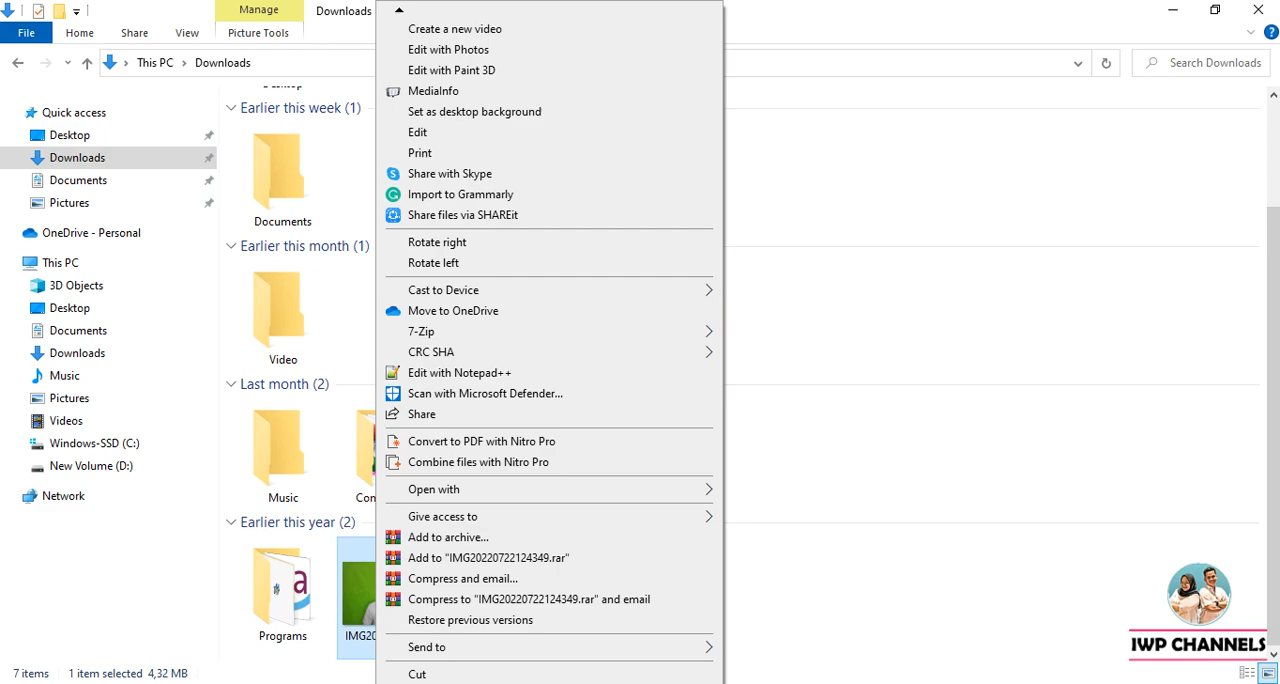 Manage
Downloads
File
Home
Share
View
Picture Tools
This PC
Downloads
Search Downloads
Quick access
Desktop
Downloads
Documents
Pictures
OneDrive - Personal
This PC
3D Objects
Desktop
Documents
Downloads
Music
Pictures
Videos
Windows-SSD (C:)
New Volume (D:)
Network
Earlier this week (1)
Documents
Earlier this month (1)
Video
Last month (2)
Music
Con
Earlier this year (2)
Programs
IMG20
Create a new video
Edit with Photos
Edit with Paint 3D
MediaInfo
Set as desktop background
Edit
Print
Share with Skype
Import to Grammarly
Share files via SHAREit
Rotate right
Rotate left
Cast to Device
Move to OneDrive
7-Zip
CRC SHA
Edit with Notepad++
Scan with Microsoft Defender...
Share
Convert to PDF with Nitro Pro
Combine files with Nitro Pro
Open with
Give access to
Add to archive...
Add to "IMG20220722124349.rar"
Compress and email...
Compress to "IMG20220722124349.rar" and email
Restore previous versions
Send to
Cut
IWP CHANNELS
7 items
1 item selected 4,32 MB